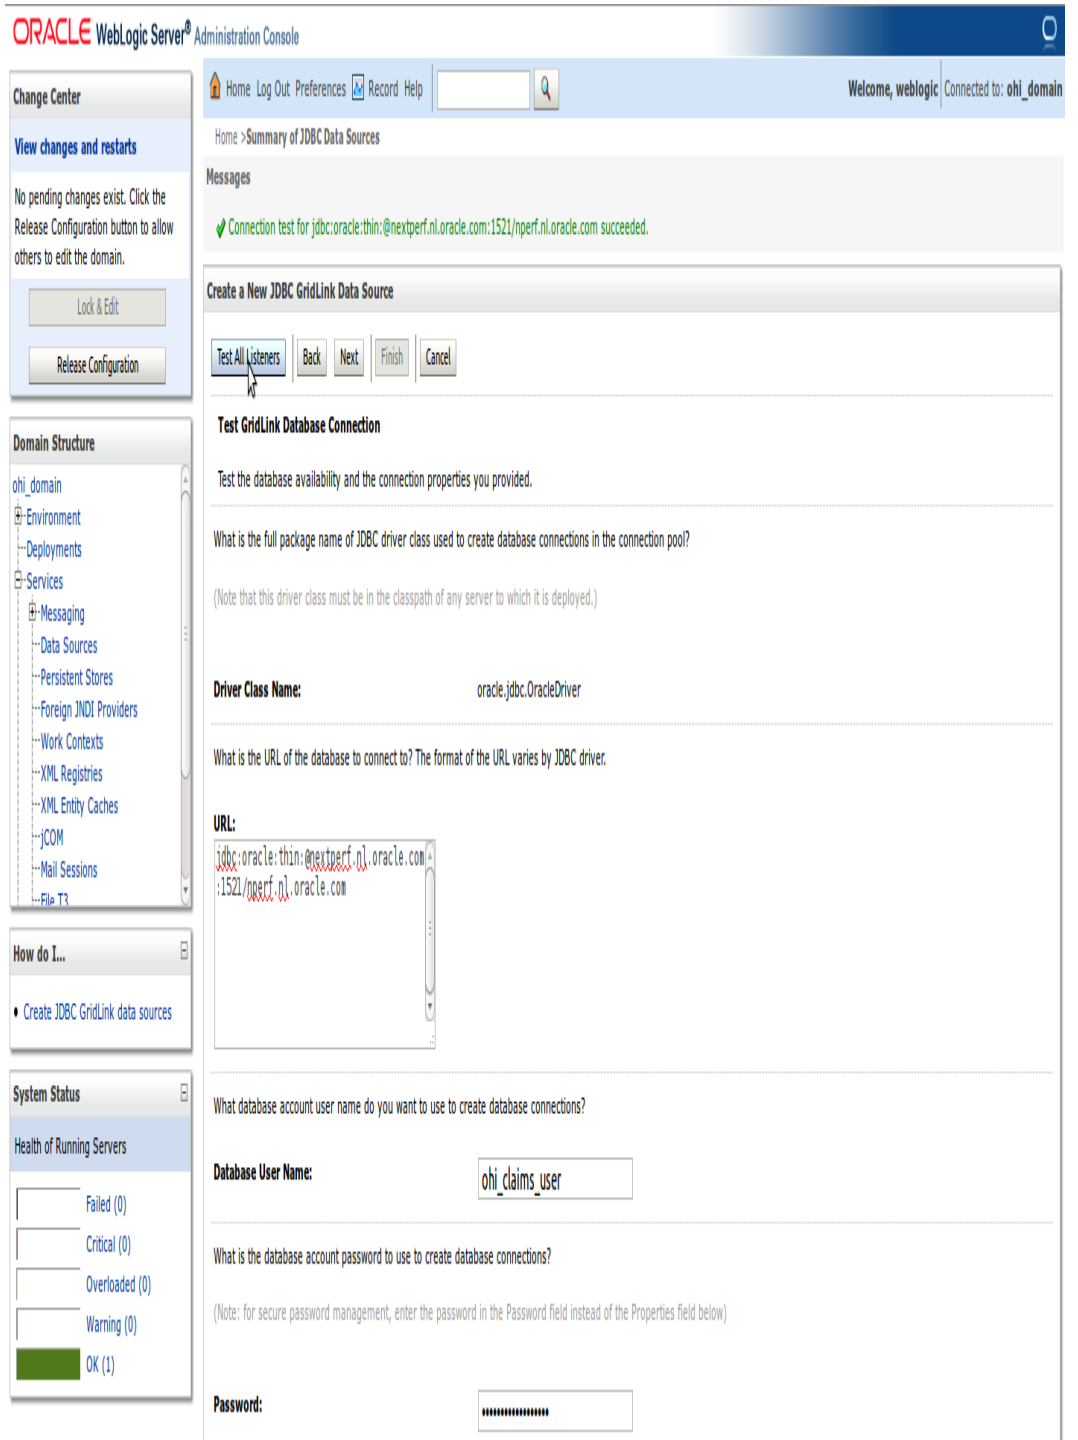 ORACLE WebLogic Server® Administration Console
Change Center
View changes and restarts
No pending changes exist. Click the
Release Configuration button to allow
others to edit the domain.
Lock & Edit
Release Configuration
Domain Structure
ohi_domain
Environment
Deployments
Services
Messaging
Data Sources
Persistent Stores
Foreign JNDI Providers
Work Contexts
XML Registries
XML Entity Caches
jCOM
Mail Sessions
File T3
How do I...
Create JDBC GridLink data sources
System Status
Health of Running Servers
Failed (0)
Critical (0)
Overloaded (0)
Warning (0)
OK (1)
Home Log Out Preferences Record Help
Welcome, weblogic Connected to: ohi_domain
Home >Summary of JDBC Data Sources
Messages
Connection test for jdbc:oracle:thin:@nextperf.nl.oracle.com:1521/nperf.nl.oracle.com succeeded.
Create a New JDBC GridLink Data Source
Test All Listeners Back Next Finish Cancel
Test GridLink Database Connection
Test the database availability and the connection properties you provided.
What is the full package name of JDBC driver class used to create database connections in the connection pool?
(Note that this driver class must be in the classpath of any server to which it is deployed.)
Driver Class Name: oracle.jdbc.OracleDriver
What is the URL of the database to connect to? The format of the URL varies by JDBC driver.
URL:
jdbc:oracle:thin:@nextperf.nl.oracle.com
:1521/nperf.nl.oracle.com
What database account user name do you want to use to create database connections?
Database User Name: ohi_claims_user
What is the database account password to use to create database connections?
(Note: for secure password management, enter the password in the Password field instead of the Properties field below)
Password: •••••••••••••••••